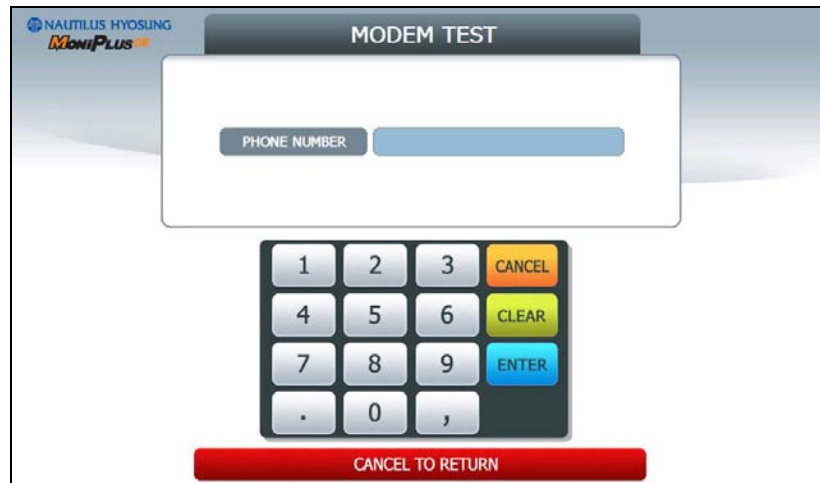 NAUTILUS HYOSUNG
MoniPlus
MODEM TEST
PHONE NUMBER
1 2 3 CANCEL
4 5 6 CLEAR
7 8 9 ENTER
. 0 ,
CANCEL TO RETURN